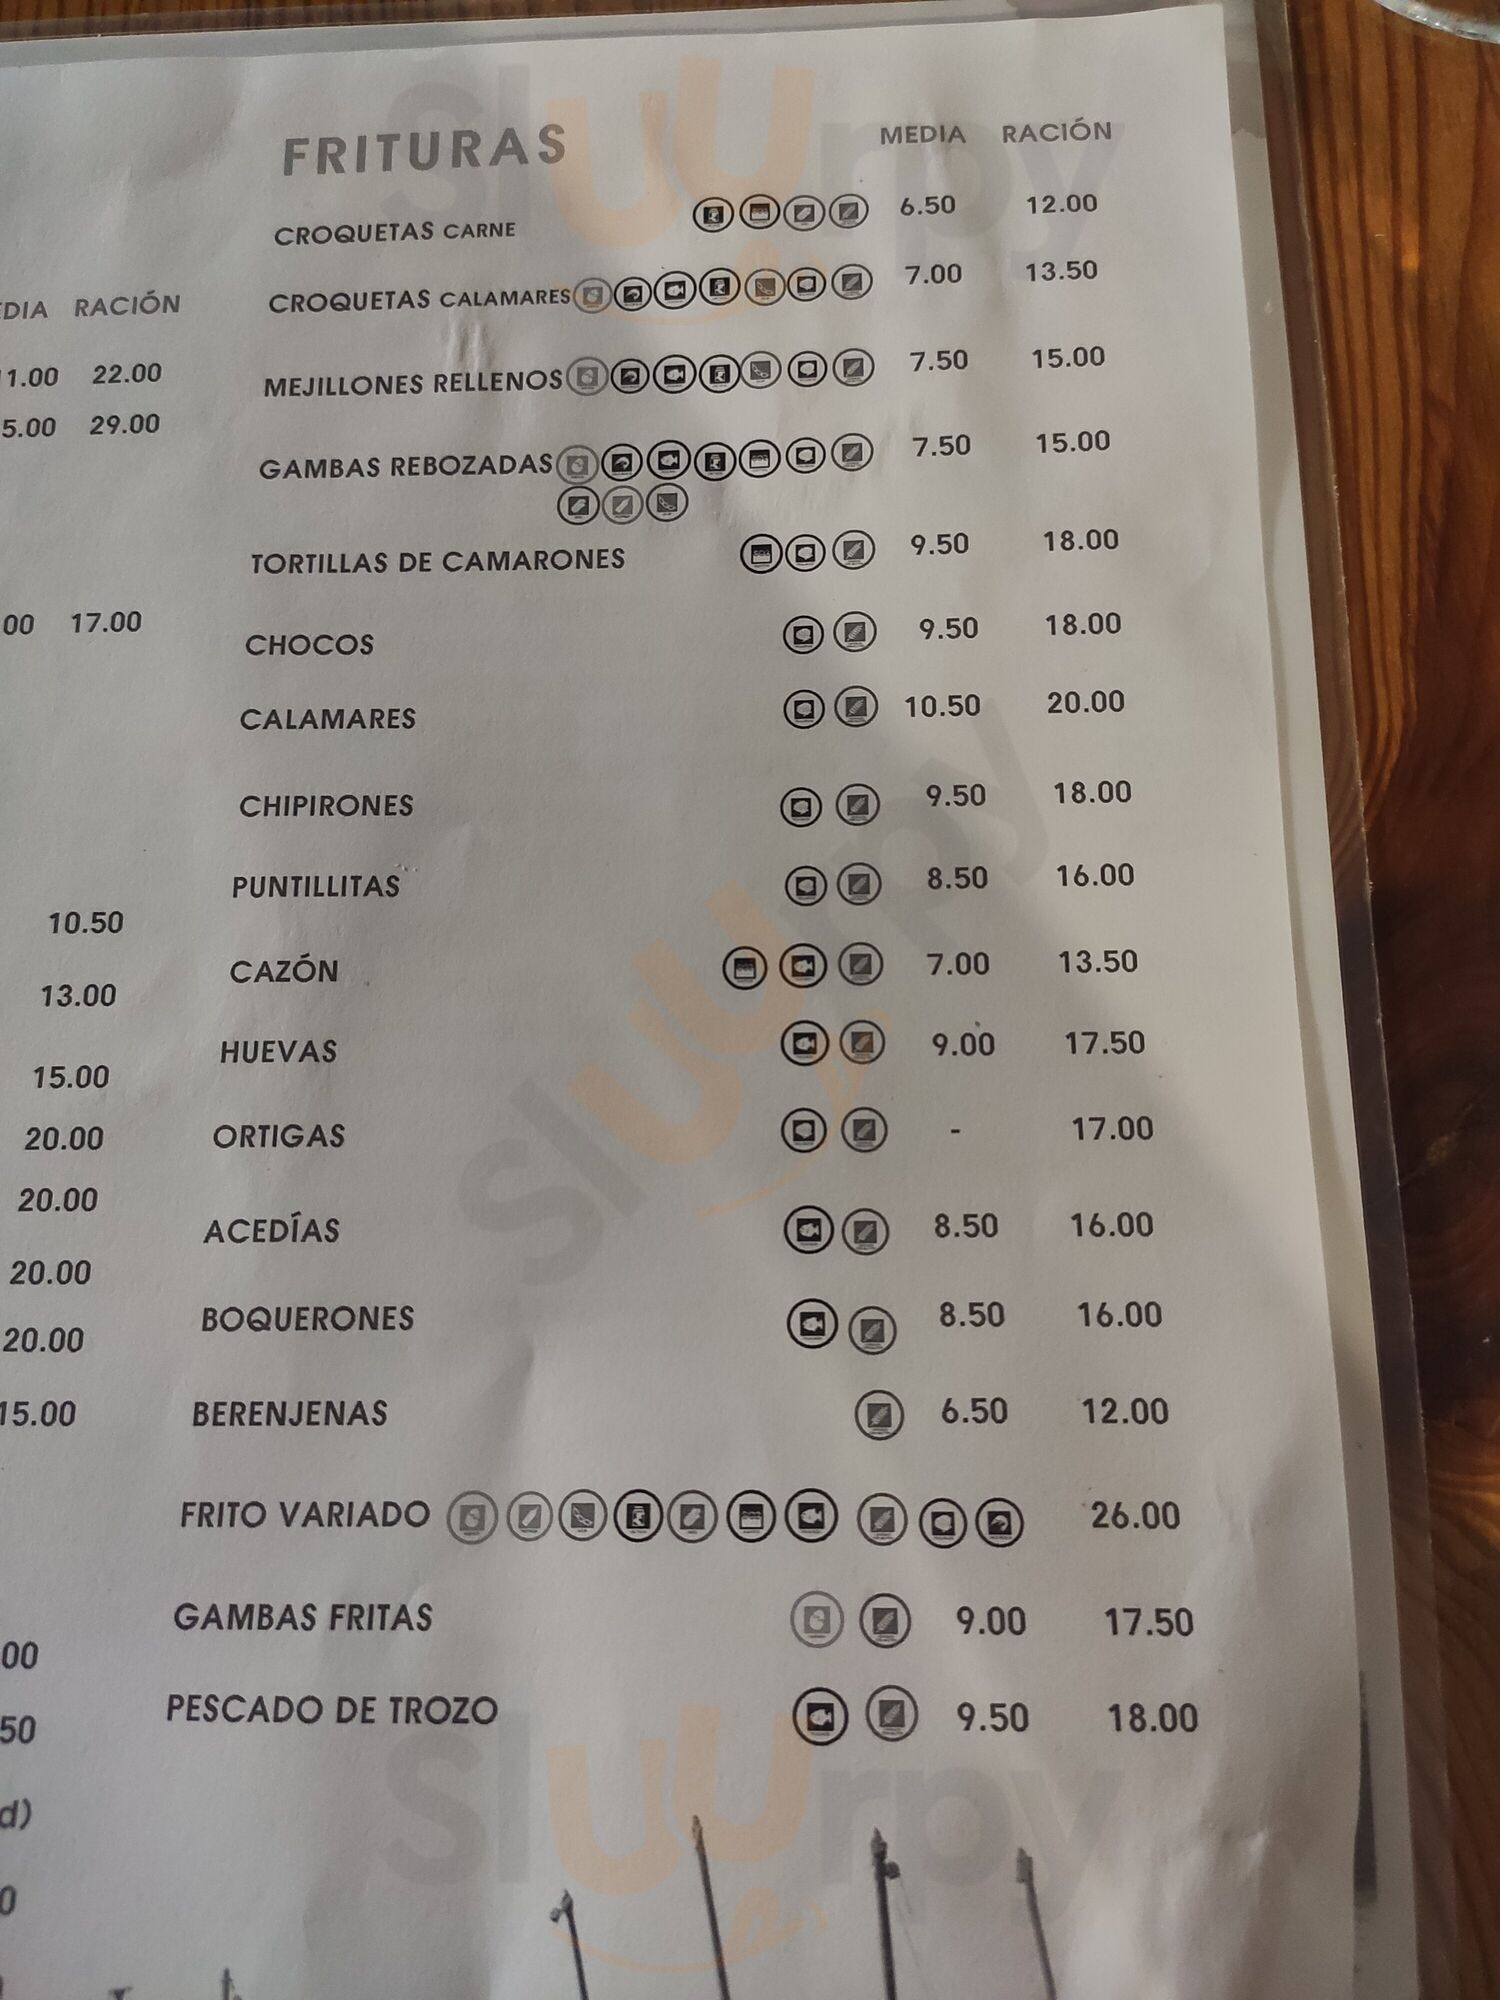 FRITURAS MEDIA RACIÓN
CROQUETAS CARNE 6.50 12.00
CROQUETAS CALAMARES 7.00 13.50
MEJILLONES RELLENOS 7.50 15.00
GAMBAS REBOZADAS 7.50 15.00
TORTILLAS DE CAMARONES 9.50 18.00
CHOCOS 9.50 18.00
CALAMARES 10.50 20.00
CHIPIRONES 9.50 18.00
PUNTILLITAS 8.50 16.00
CAZÓN 7.00 13.50
HUEVAS 9.00 17.50
ORTIGAS - 17.00
ACEDÍAS 8.50 16.00
BOQUERONES 8.50 16.00
BERENJENAS 6.50 12.00
FRITO VARIADO 26.00
GAMBAS FRITAS 9.00 17.50
PESCADO DE TROZO 9.50 18.00
RACIÓN
22.00
29.00
17.00
10.50
13.00
15.00
20.00
20.00
20.00
20.00
15.00
00
50
d)
0
sluurpy
sluurpy
sluurpy